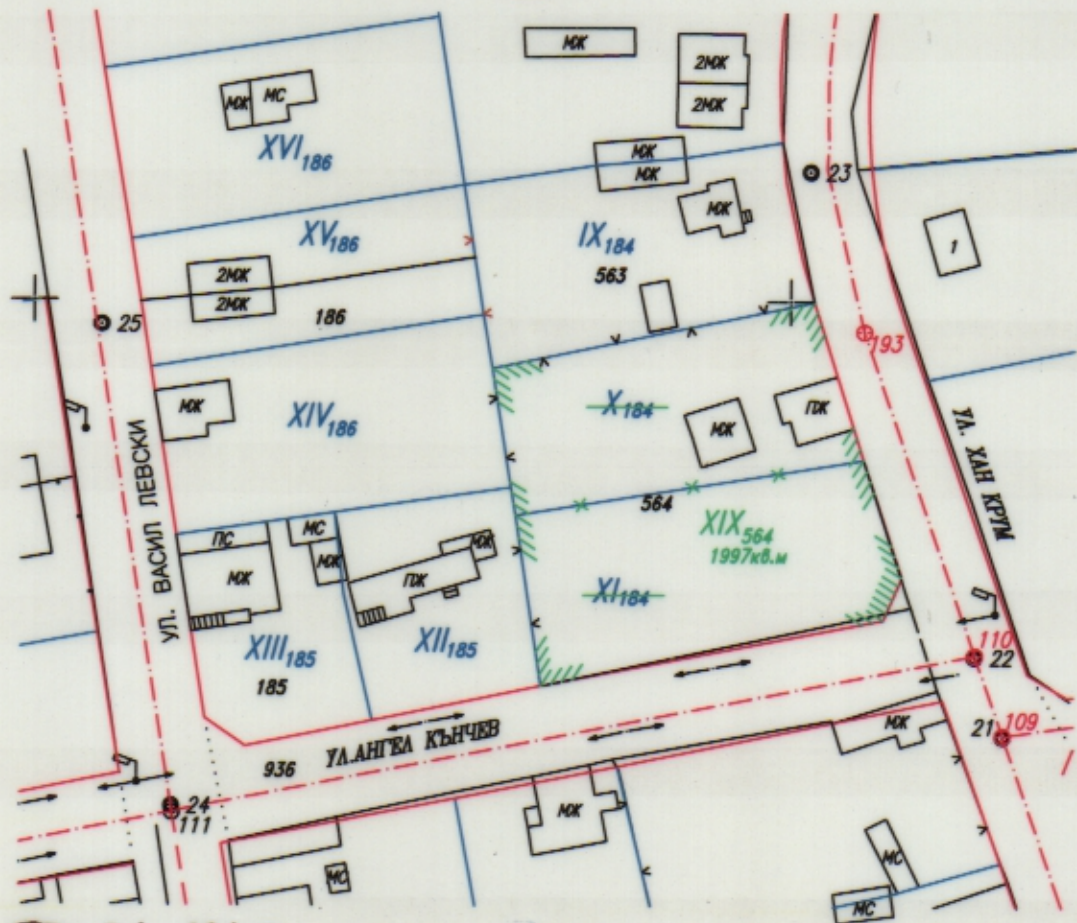 МЖ
2МЖ
2МЖ
МЖ
МС
XVI186
МЖ
МЖ
23
МЖ
XV186
IX184
563
1
2МЖ
2МЖ
186
25
193
МЖ
XIV186
X184
МЖ
ПЖ
УЛ. ХАН КРУМ
УЛ. ВАСИЛ ЛЕВСКИ
564
XIX564
1997кв.м
ПС
МС
МЖ
МЖ
МЖ
ПЖ
XI184
XIII185
185
XII185
110
22
УЛ.АНГЕЛ КЪНЧЕВ
936
МЖ
21
109
24
111
МЖ
МС
МС
МС